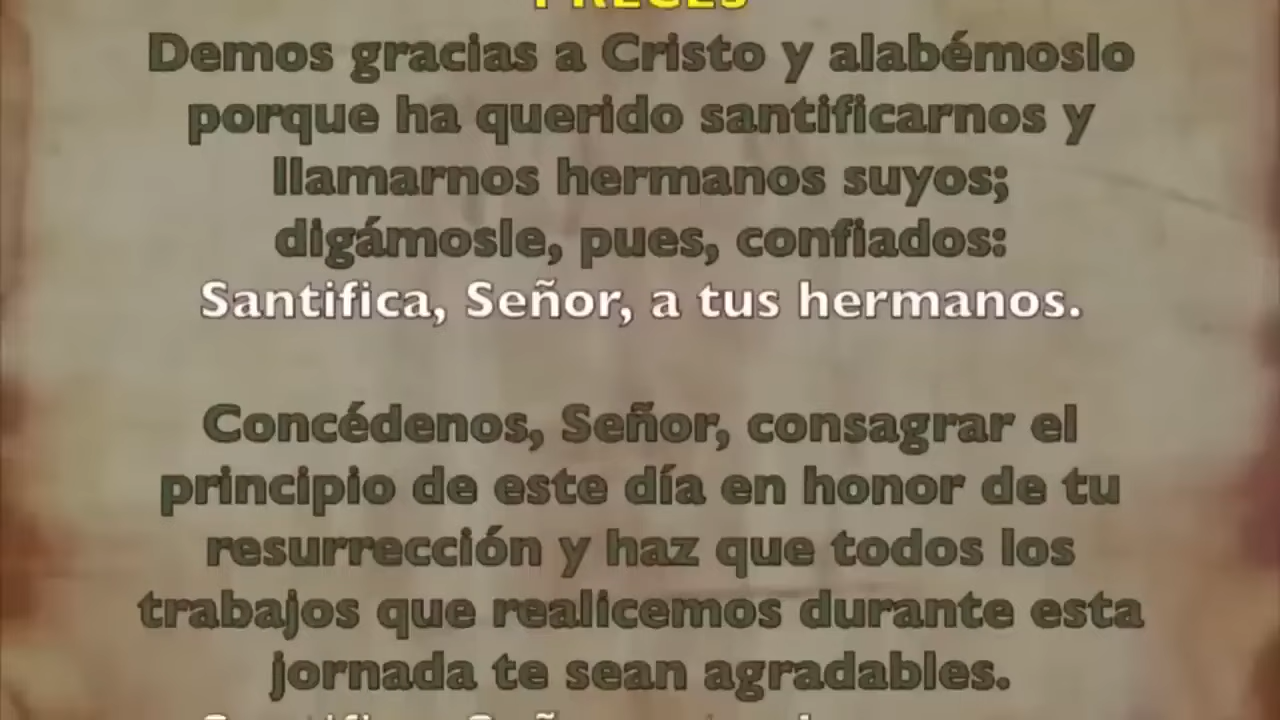 PRECES
Demos gracias a Cristo y alabémoslo
porque ha querido santificarnos y
llamarnos hermanos suyos;
digámosle, pues, confiados:
Santifica, Señor, a tus hermanos.
Concédenos, Señor, consagrar el
principio de este día en honor de tu
resurrección y haz que todos los
trabajos que realicemos durante esta
jornada te sean agradables.